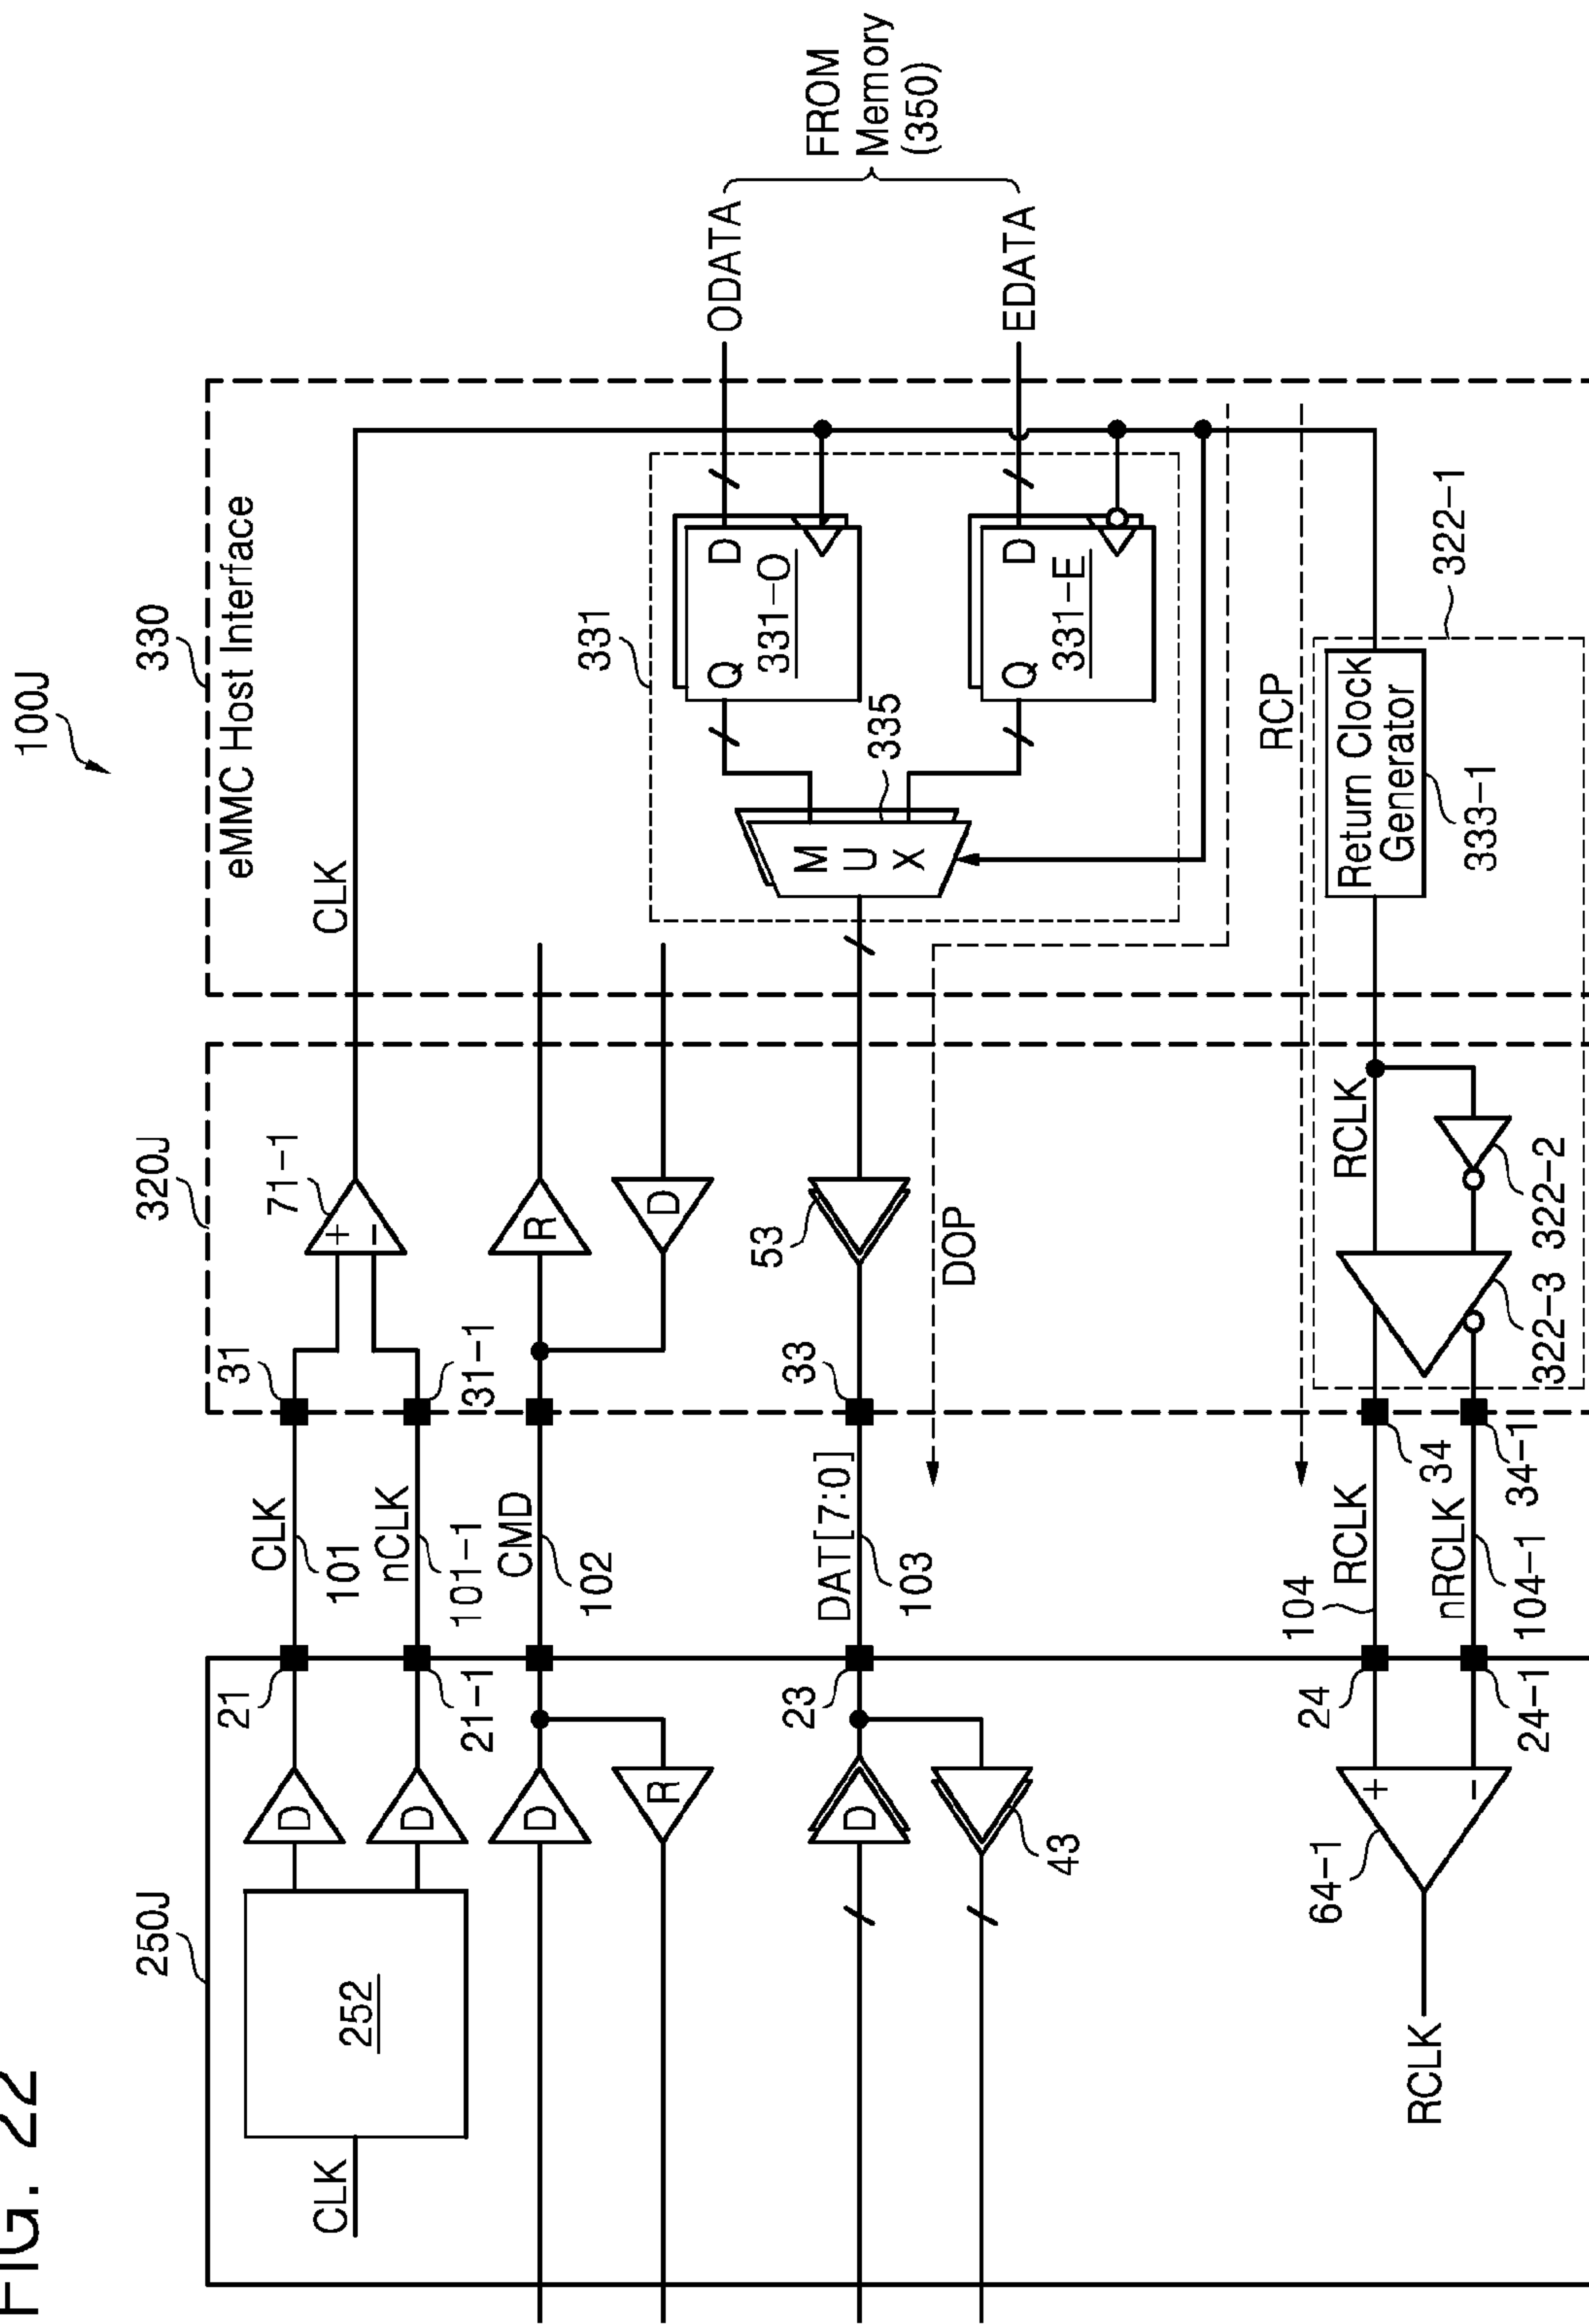 FIG. 22
100J
250J
320J
330
eMMC Host Interface
CLK
252
D
D
21
21-1
CLK
101
nCLK
101-1
31
31-1
71-1
+
−
CLK
D
R
CMD
102
R
D
331
D
Q
331-O
D
Q
331-E
335
MUX
ODATA
EDATA
FROM
Memory
(350)
D
43
23
DAT[7:0]
103
33
53
DOP
RCP
RCLK
64-1
+
−
24
24-1
104
RCLK
nRCLK
104-1
34
34-1
322-3
322-2
RCLK
Return Clock
Generator
333-1
322-1